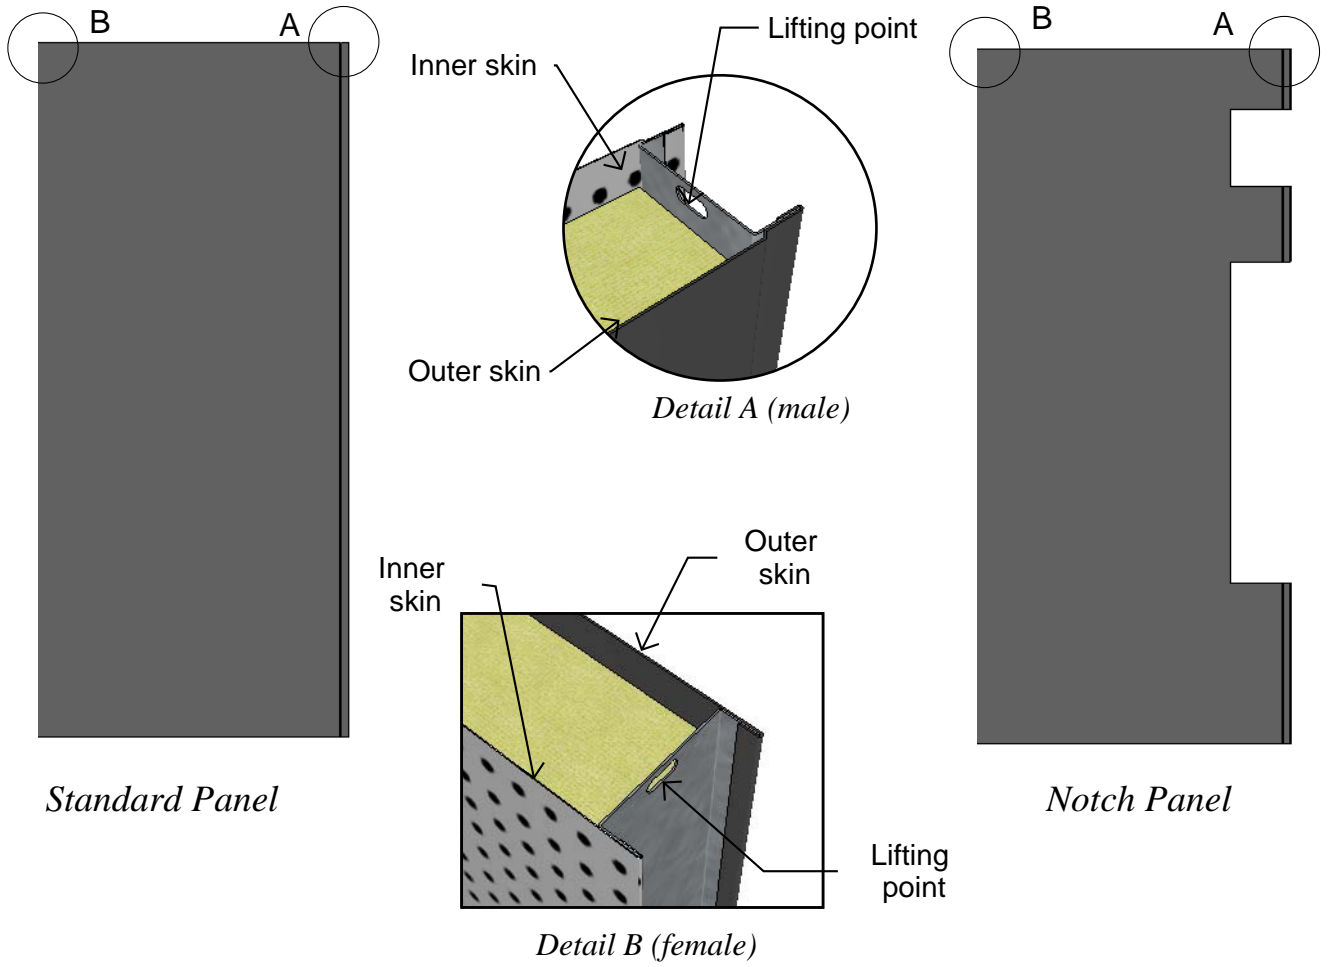 B
A
Lifting point
Inner skin
Outer skin
Detail A (male)
B
A
Outer
skin
Inner
skin
Lifting
point
Standard Panel
Notch Panel
Detail B (female)